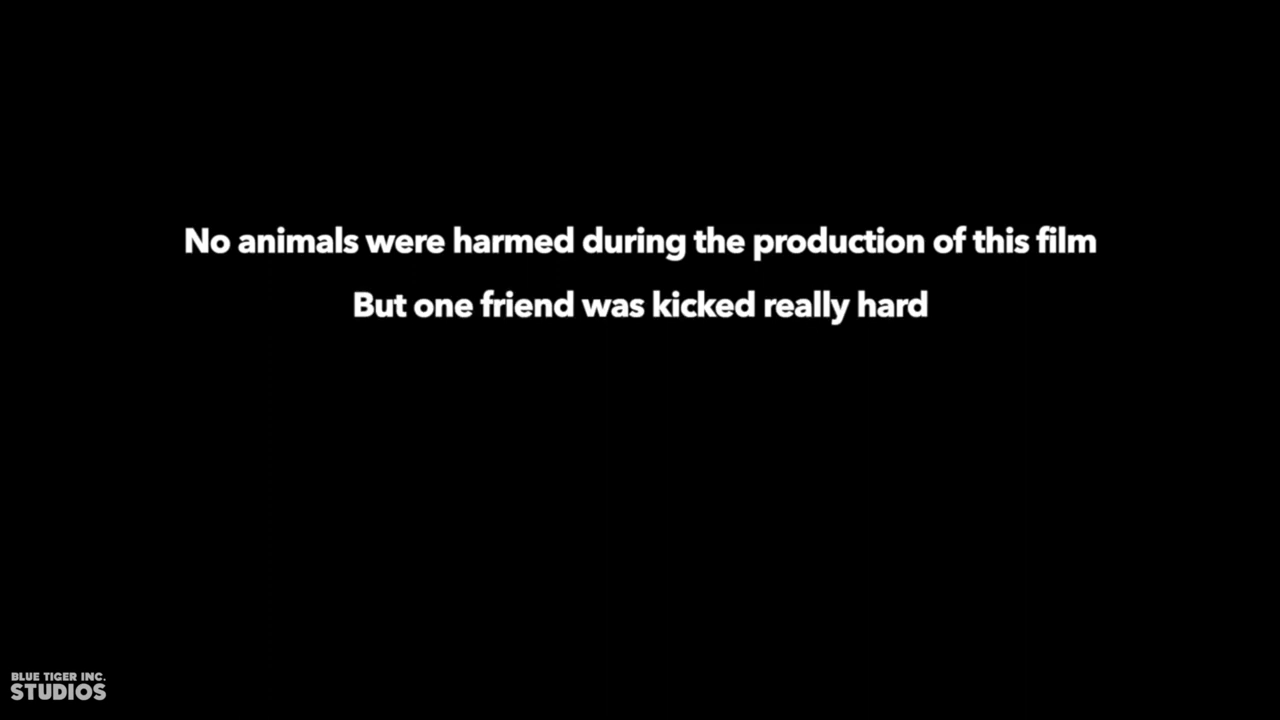 No animals were harmed during the production of this film
But one friend was kicked really hard
BLUE TIGER INC.
STUDIOS